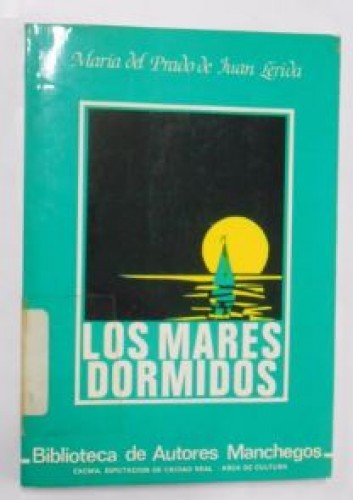 María del Prado de Juan Lérida
LOS MARES
DORMIDOS
Biblioteca de Autores Manchegos
EXCMA. DIPUTACION DE CIUDAD REAL - AREA DE CULTURA